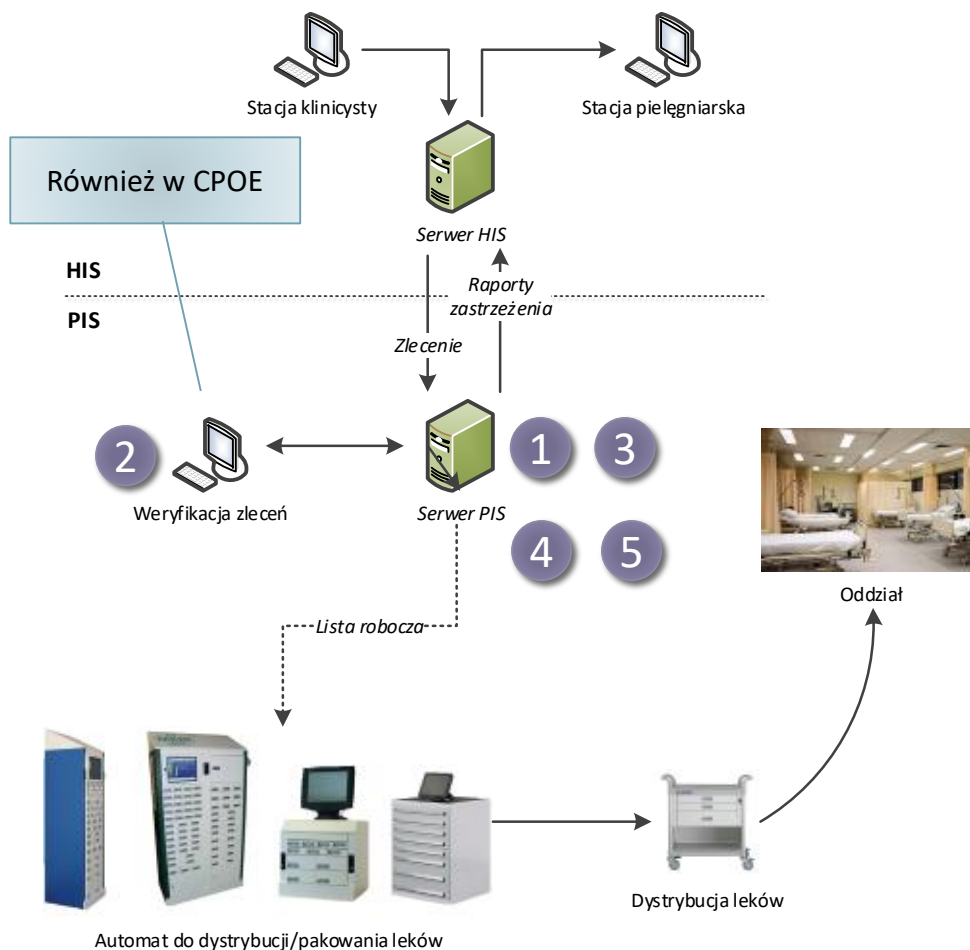 Stacja klinicysty
Stacja pielęgniarska
Również w CPOE
Serwer HIS
HIS
Raporty
zastrzeżenia
PIS
Zlecenie
2
1
3
Weryfikacja zleceń
Serwer PIS
4
5
Oddział
Lista robocza
Dystrybucja leków
Automat do dystrybucji/pakowania leków